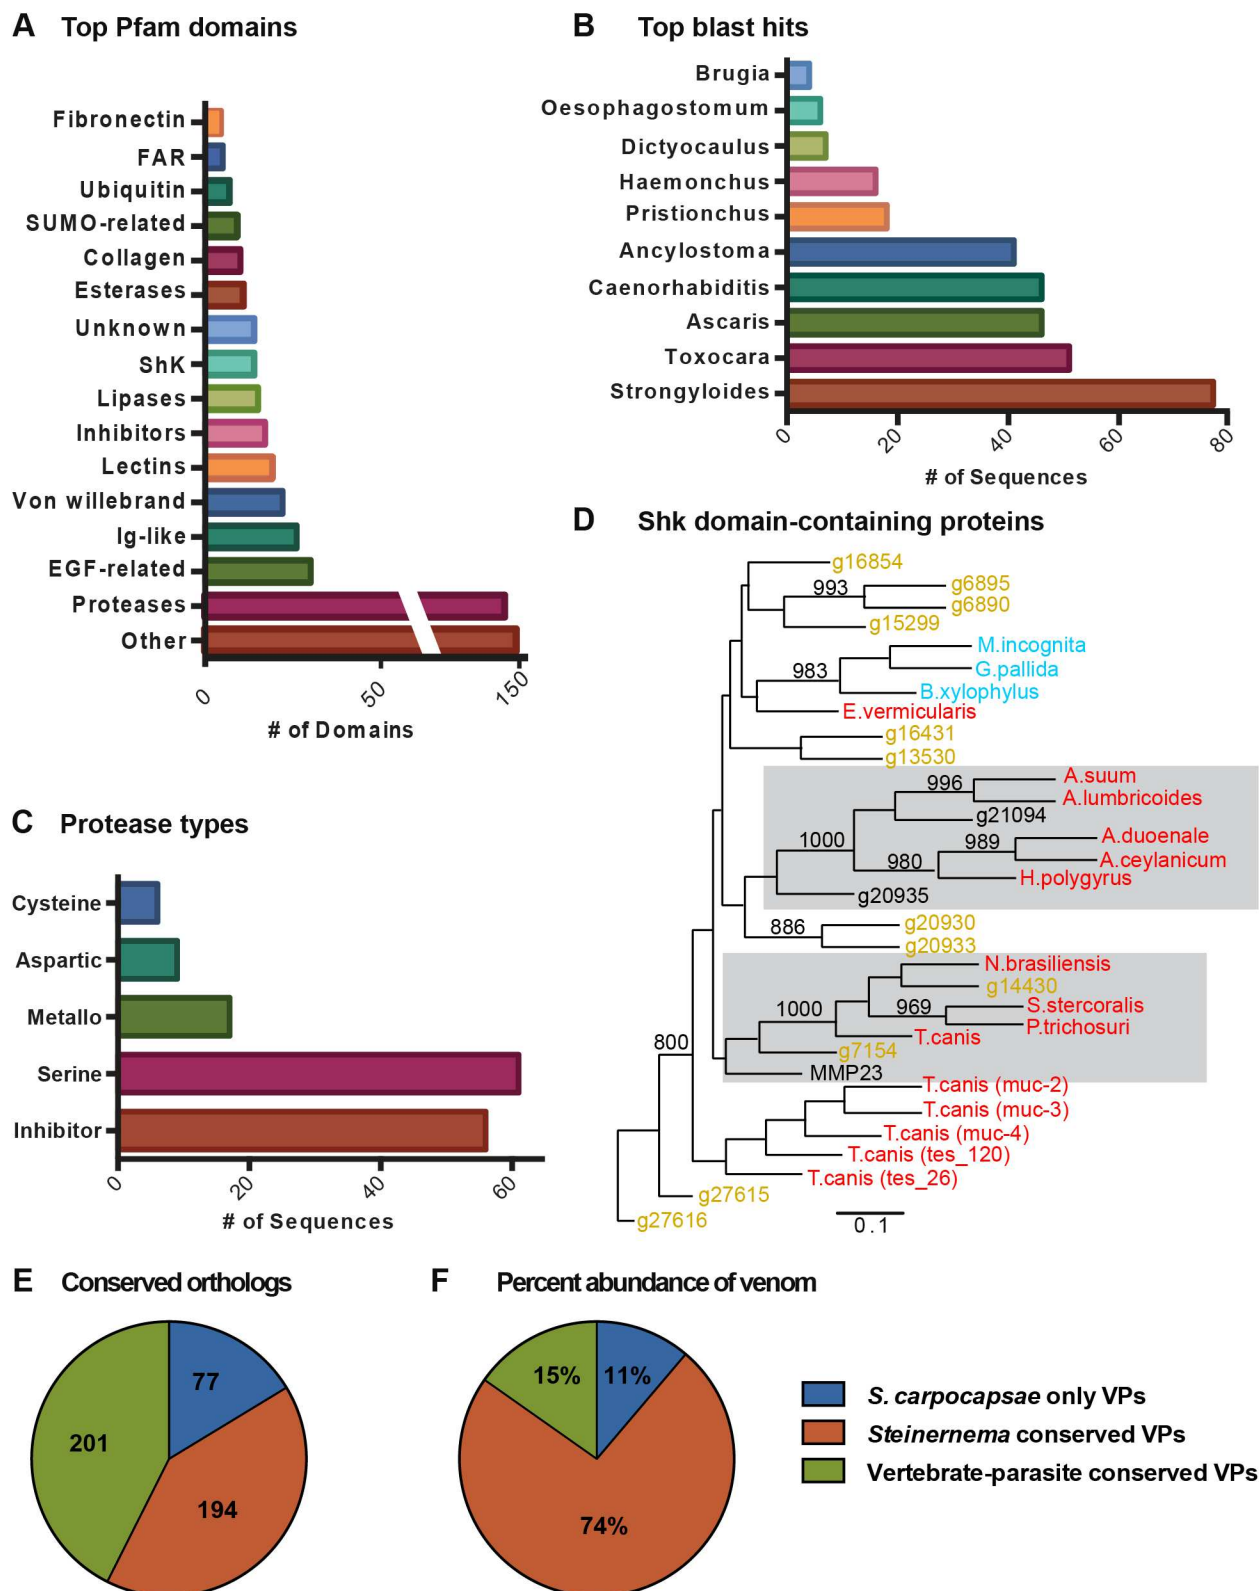 A Top Pfam domains
Fibronectin
FAR
Ubiquitin
SUMO-related
Collagen
Esterases
Unknown
ShK
Lipases
Inhibitors
Lectins
Von willebrand
Ig-like
EGF-related
Proteases
Other
0 50 150
# of Domains
B Top blast hits
Brugia
Oesophagostomum
Dictyocaulus
Haemonchus
Pristionchus
Ancylostoma
Caenorhabiditis
Ascaris
Toxocara
Strongyloides
0 20 40 60 80
# of Sequences
C Protease types
Cysteine
Aspartic
Metallo
Serine
Inhibitor
0 20 40 60
# of Sequences
D Shk domain-containing proteins
g16854
993 g6895
g6890
g15299
M.incognita
983 G.pallida
B.xylophylus
E.vermicularis
g16431
g13530
996 A.suum
A.lumbricoides
g21094
1000 989 A.duoenale
980 A.ceylanicum
H.polygyrus
g20935
886 g20930
g20933
N.brasiliensis
g14430
1000 969 S.stercoralis
P.trichosuri
T.canis
800 g7154
MMP23
T.canis (muc-2)
T.canis (muc-3)
T.canis (muc-4)
T.canis (tes_120)
T.canis (tes_26)
g27615
g27616
0.1
E Conserved orthologs
77
201
194
F Percent abundance of venom
15% 11%
74%
S. carpocapsae only VPs
Steinernema conserved VPs
Vertebrate-parasite conserved VPs